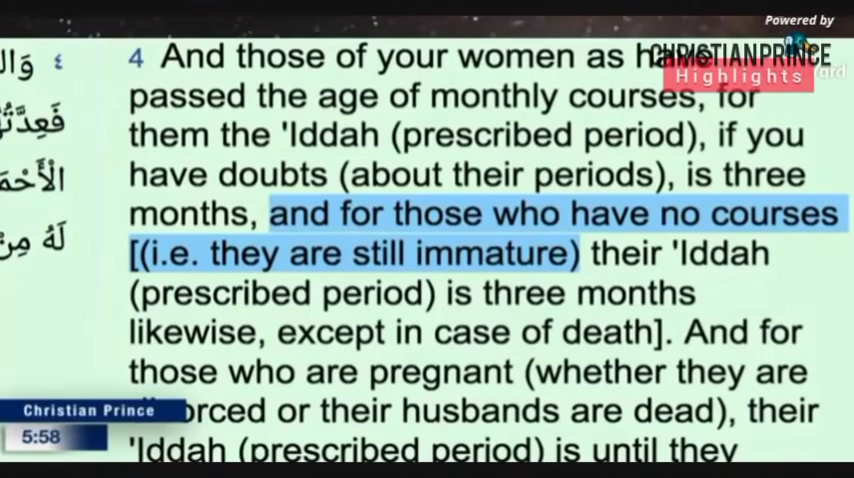 Powered by
CHRISTIANPRINCE
Highlights
4 And those of your women as have
passed the age of monthly courses, for
them the 'Iddah (prescribed period), if you
have doubts (about their periods), is three
months, and for those who have no courses
[(i.e. they are still immature) their 'Iddah
(prescribed period) is three months
likewise, except in case of death]. And for
those who are pregnant (whether they are
divorced or their husbands are dead), their
'Iddah (prescribed period) is until they
٤
لَهُ مِنْ
Christian Prince
5:58